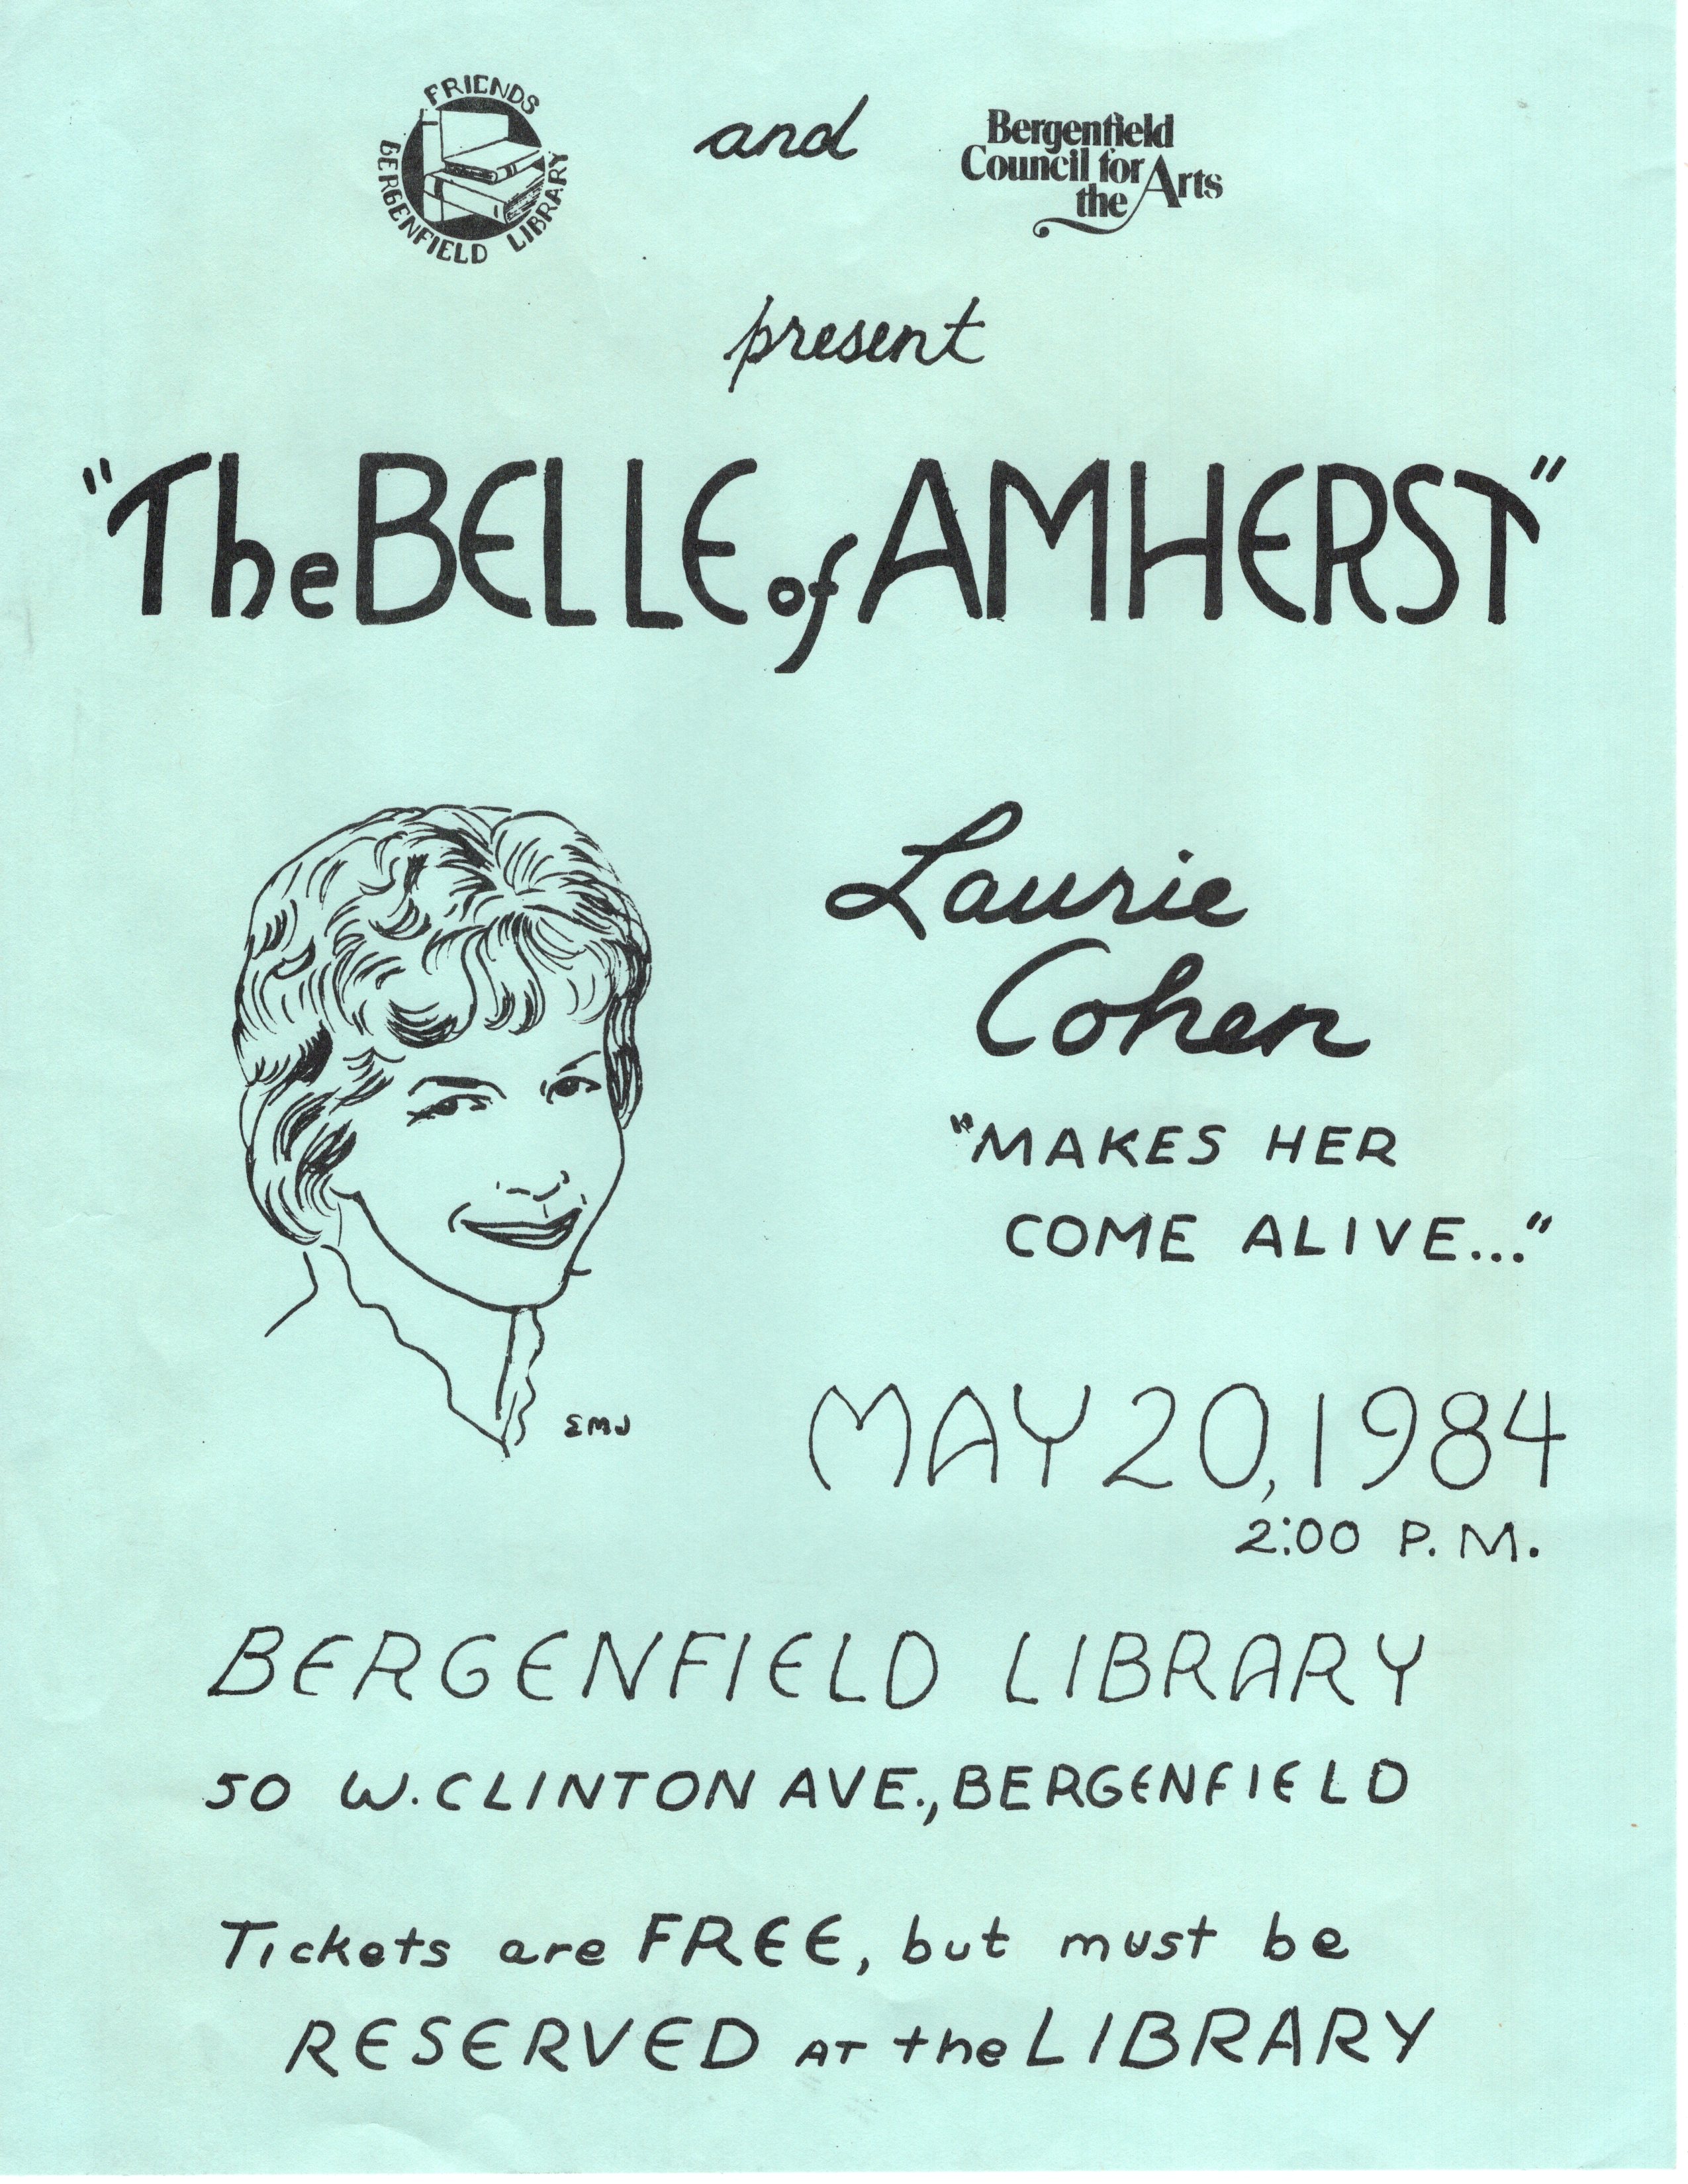 FRIENDS
BERGENFIELD LIBRARY
and
Bergenfield
Council for
the Arts
present
"The BELLE of AMHERST"
Laurie
Cohen
"MAKES HER
COME ALIVE..."
EMJ
MAY 20, 1984
2:00 P.M.
BERGENFIELD LIBRARY
50 W. CLINTON AVE., BERGENFIELD
Tickets are FREE, but must be
RESERVED AT the LIBRARY